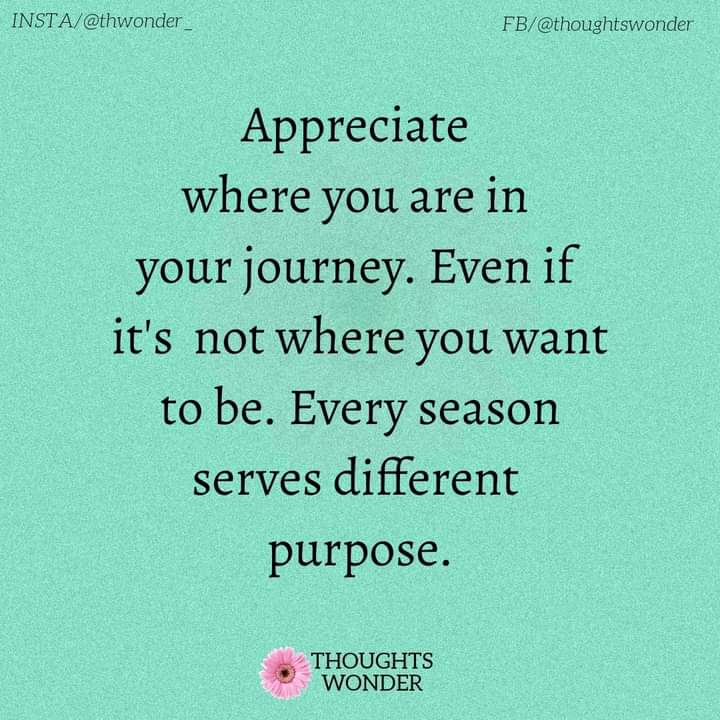 INSTA/@thwonder_
FB/@thoughtswonder
Appreciate
where you are in
your journey. Even if
it's  not where you want
to be. Every season
serves different
purpose.
THOUGHTS
WONDER